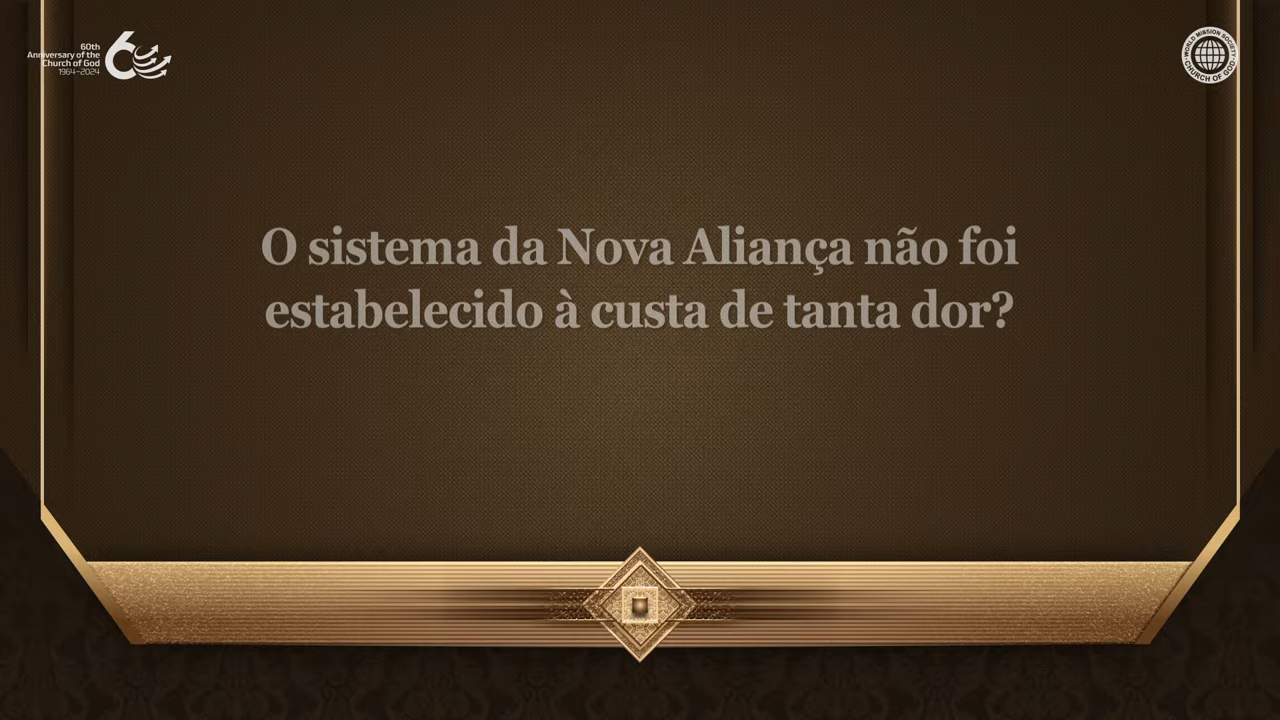 60th
Anniversary of the
Church of God
1964–2024
60
WORLD MISSION SOCIETY
CHURCH OF GOD
O sistema da Nova Aliança não foi
estabelecido à custa de tanta dor?